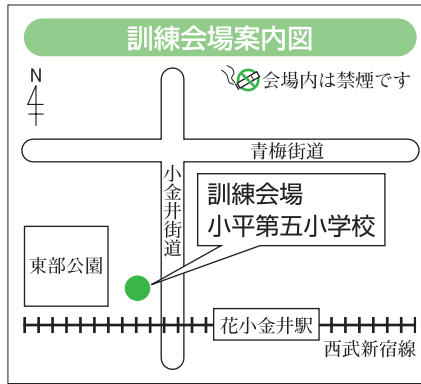 訓練会場案内図
N
会場内は禁煙です
青梅街道
小金井街道
訓練会場
小平第五小学校
東部公園
花小金井駅
西武新宿線